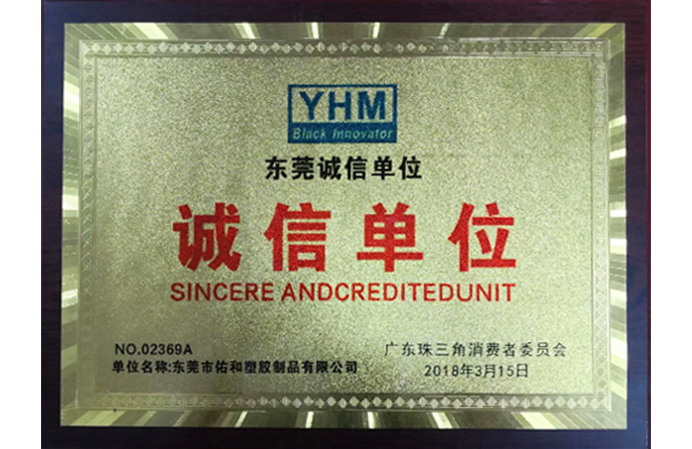 YHM
Black Innovator
东莞诚信单位
诚信单位
SINCERE ANDCREDITEDUNIT
NO.02369A
单位名称:东莞市佑和塑胶制品有限公司
广东珠三角消费者委员会
2018年3月15日